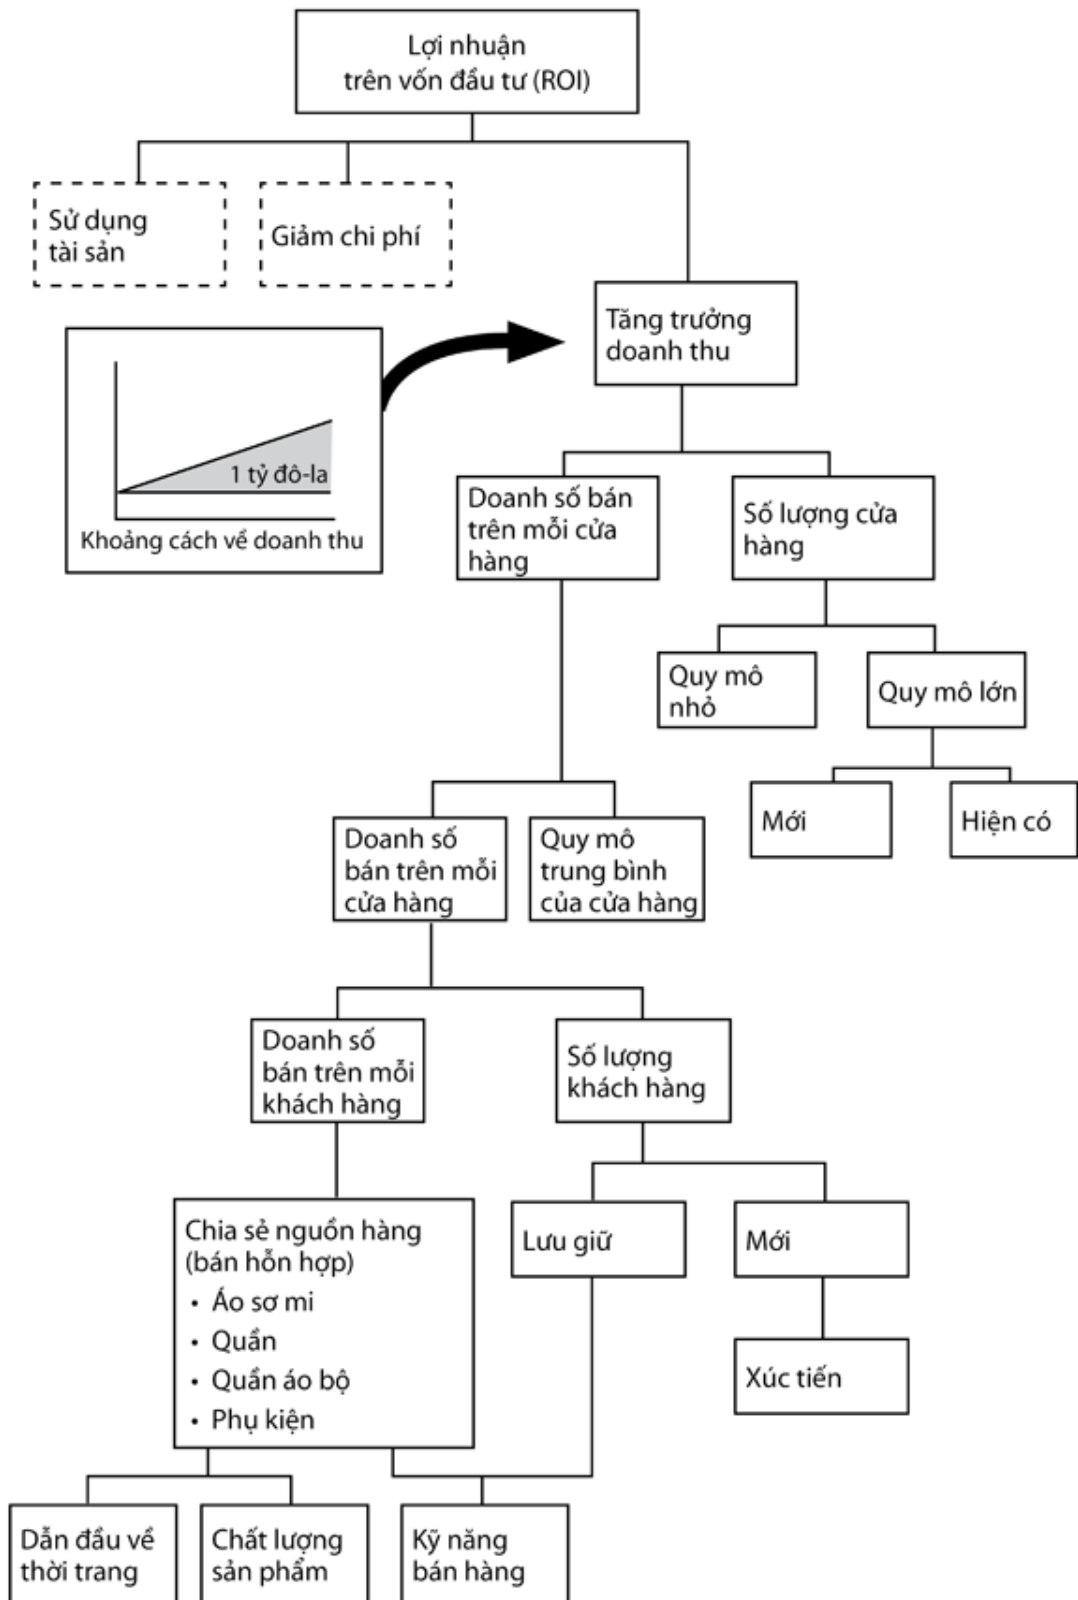 Lợi nhuận
trên vốn đầu tư (ROI)
Sử dụng
tài sản
Giảm chi phí
Tăng trưởng
doanh thu
1 tỷ đô-la
Khoảng cách về doanh thu
Doanh số bán
trên mỗi cửa
hàng
Số lượng cửa
hàng
Quy mô
nhỏ
Quy mô lớn
Mới
Hiện có
Doanh số
bán trên mỗi
cửa hàng
Quy mô
trung bình
của cửa hàng
Doanh số
bán trên mỗi
khách hàng
Số lượng
khách hàng
Chia sẻ nguồn hàng
(bán hỗn hợp)
• Áo sơ mi
• Quần
• Quần áo bộ
• Phụ kiện
Lưu giữ
Mới
Xúc tiến
Dẫn đầu về
thời trang
Chất lượng
sản phẩm
Kỹ năng
bán hàng